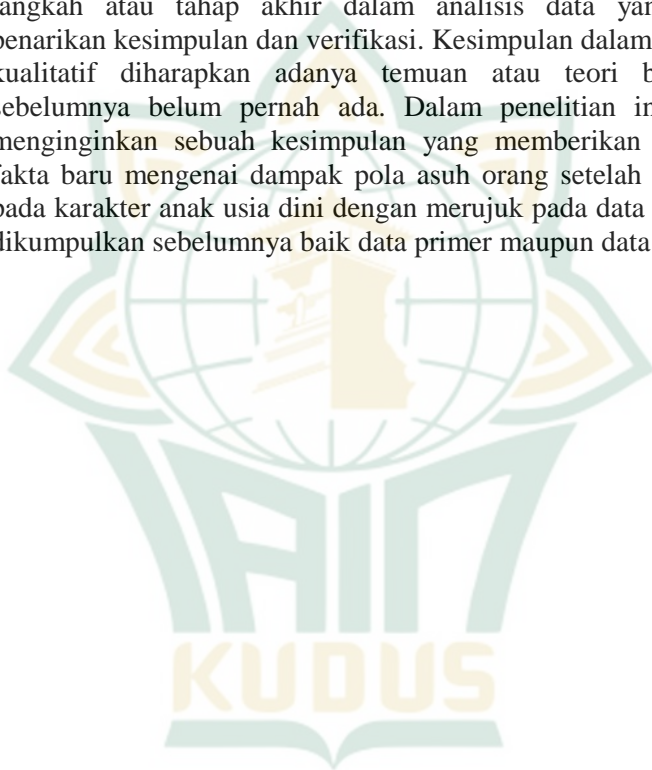 langkah atau tahap akhir dalam analisis data yan
penarikan kesimpulan dan verifikasi. Kesimpulan dalam
kualitatif diharapkan adanya temuan atau teori b
sebelumnya belum pernah ada. Dalam penelitian in
menginginkan sebuah kesimpulan yang memberikan
fakta baru mengenai dampak pola asuh orang setelah
pada karakter anak usia dini dengan merujuk pada data
dikumpulkan sebelumnya baik data primer maupun data
IAIN
KUDUS